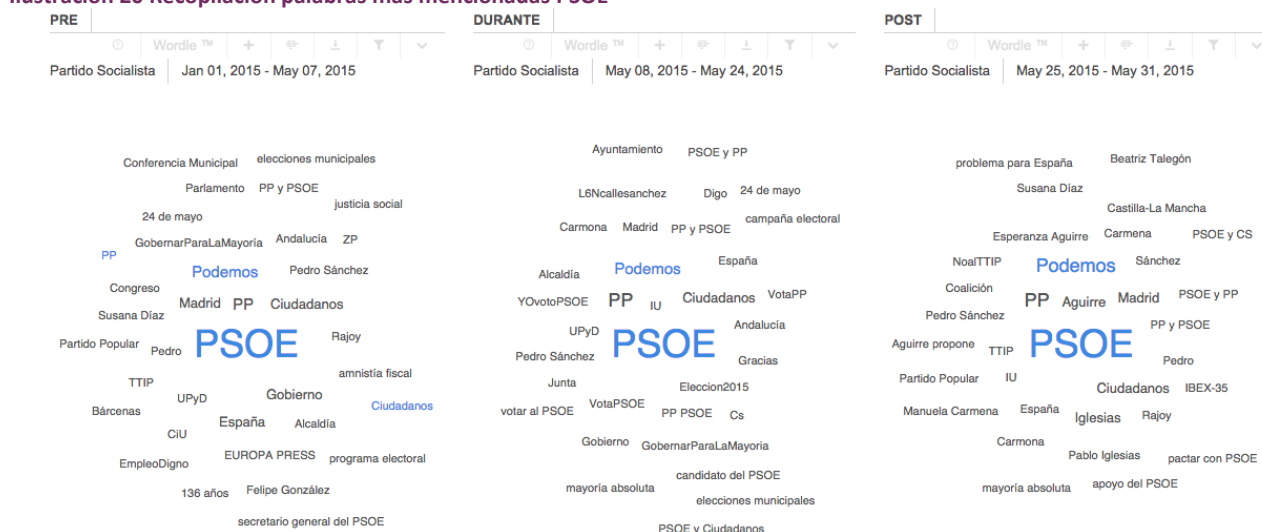 Ilustración 20 Recopilación palabras más mencionadas PSOE
PRE
Wordle ™
Partido Socialista Jan 01, 2015 - May 07, 2015
Conferencia Municipal elecciones municipales
Parlamento PP y PSOE
justicia social
24 de mayo
GobernarParaLaMayoria Andalucía ZP
PP
Podemos Pedro Sánchez
Congreso
Madrid PP Ciudadanos
Susana Díaz
Partido Popular Pedro PSOE Rajoy
amnistía fiscal
TTIP
UPyD Gobierno
Bárcenas Ciudadanos
España Alcaldía
CiU
EmpleoDigno EUROPA PRESS programa electoral
136 años Felipe González
secretario general del PSOE
DURANTE
Wordle ™
Partido Socialista May 08, 2015 - May 24, 2015
Ayuntamiento PSOE y PP
L6Ncallesanchez Digo 24 de mayo
Carmona Madrid PP y PSOE campaña electoral
España
Alcaldía Podemos
YOvotoPSOE PP IU Ciudadanos VotaPP
UPyD Andalucía
Pedro Sánchez PSOE Gracias
Junta Eleccion2015
votar al PSOE VotaPSOE PP PSOE Cs
Gobierno GobernarParaLaMayoria
candidato del PSOE
mayoría absoluta
elecciones municipales
PSOE y Ciudadanos
POST
Wordle ™
Partido Socialista May 25, 2015 - May 31, 2015
problema para España Beatriz Talegón
Susana Díaz
Castilla-La Mancha
Esperanza Aguirre Carmena PSOE y CS
NoalTTIP Podemos Sánchez
Coalición
PP Aguirre Madrid PSOE y PP
Pedro Sánchez PP y PSOE
Aguirre propone TTIP PSOE Pedro
Partido Popular IU
Ciudadanos IBEX-35
Manuela Carmena España Iglesias Rajoy
Carmona
Pablo Iglesias pactar con PSOE
mayoría absoluta apoyo del PSOE